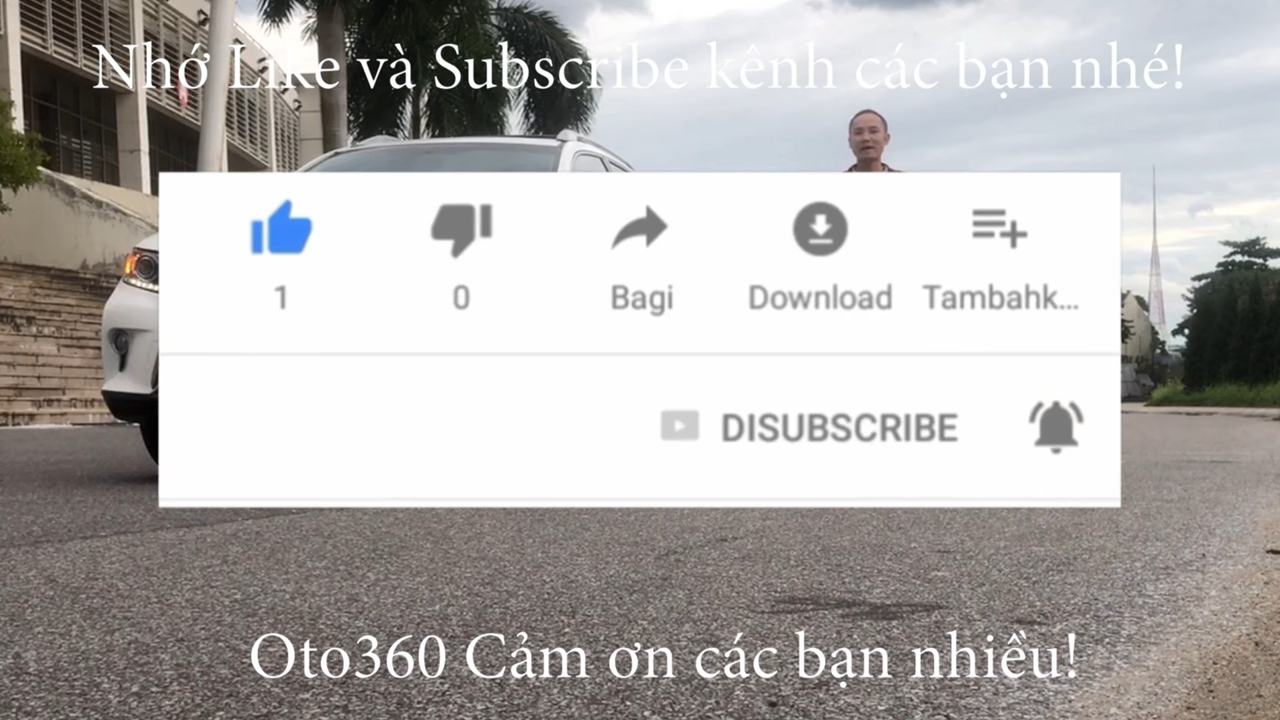 Nhớ Like và Subscribe kênh các bạn nhé!
1 0 Bagi Download Tambahk...
DISUBSCRIBE
Oto360 Cảm ơn các bạn nhiều!